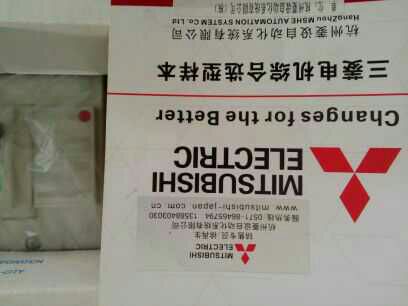 MITSUBISHI
ELECTRIC
杭州菱设自动化系统有限公司
服务热线:0571-88465794 13588403030
www.mitsubishi-japan.com.cn
MITSUBISHI
ELECTRIC
Changes for the Better
三菱电机综合选型样本
杭州菱设自动化系统有限公司
HangZhou MSHE AUTOMATION SYSTEM Co.Ltd